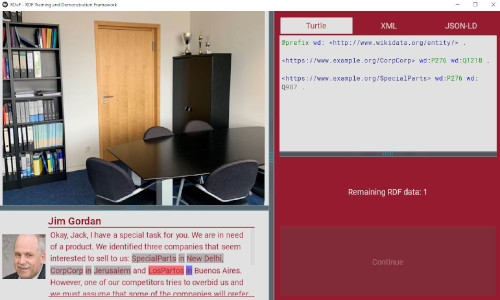 RDeF - RDF Training and Demonstration Framework
Turtle XML JSON-LD
@prefix wd: <http://www.wikidata.org/entity/> .
<https://www.example.org/CorpCorp> wd:P276 wd:Q1218 .
<https://www.example.org/SpecialParts> wd:P276 wd:
Q987 .
Remaining RDF data: 1
Continue
Jim Gordan
Okay, Jack, I have a special task for you. We are in need
of a product. We identified three companies that seem
interested to sell to us: SpecialParts in New Delhi,
CorpCorp in Jerusalem and LosPartos in Buenos Aires.
However, one of our competitors tries to overbid us and
we must assume that some of the companies will prefer